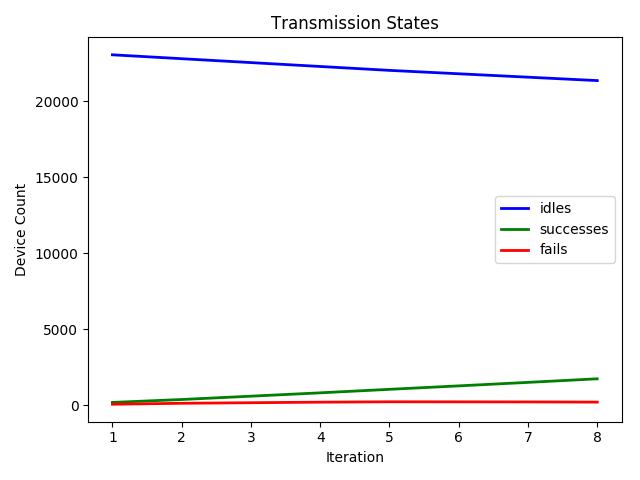 Transmission States
Device Count
20000
15000
10000
5000
0
idles
successes
fails
1 2 3 4 5 6 7 8
Iteration